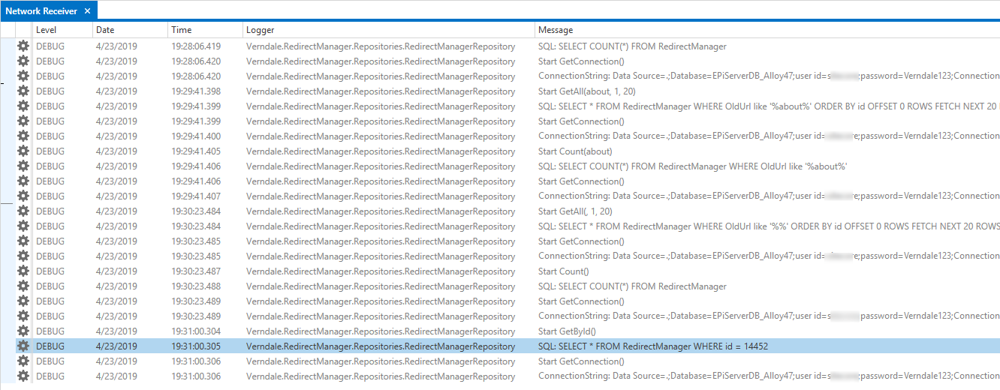 Network Receiver ×
Level Date Time Logger Message
DEBUG 4/23/2019 19:28:06.419 Verndale.RedirectManager.Repositories.RedirectManagerRepository SQL: SELECT COUNT(*) FROM RedirectManager
DEBUG 4/23/2019 19:28:06.420 Verndale.RedirectManager.Repositories.RedirectManagerRepository Start GetConnection()
DEBUG 4/23/2019 19:28:06.420 Verndale.RedirectManager.Repositories.RedirectManagerRepository ConnectionString: Data Source=.;Database=EPiServerDB_Alloy47;user id=s ;password=Verndale123;Connection
DEBUG 4/23/2019 19:29:41.398 Verndale.RedirectManager.Repositories.RedirectManagerRepository Start GetAll(about, 1, 20)
DEBUG 4/23/2019 19:29:41.399 Verndale.RedirectManager.Repositories.RedirectManagerRepository SQL: SELECT * FROM RedirectManager WHERE OldUrl like '%about%' ORDER BY id OFFSET 0 ROWS FETCH NEXT 20
DEBUG 4/23/2019 19:29:41.399 Verndale.RedirectManager.Repositories.RedirectManagerRepository Start GetConnection()
DEBUG 4/23/2019 19:29:41.400 Verndale.RedirectManager.Repositories.RedirectManagerRepository ConnectionString: Data Source=.;Database=EPiServerDB_Alloy47;user id= ;password=Verndale123;Connection
DEBUG 4/23/2019 19:29:41.405 Verndale.RedirectManager.Repositories.RedirectManagerRepository Start Count(about)
DEBUG 4/23/2019 19:29:41.406 Verndale.RedirectManager.Repositories.RedirectManagerRepository SQL: SELECT COUNT(*) FROM RedirectManager WHERE OldUrl like '%about%'
DEBUG 4/23/2019 19:29:41.406 Verndale.RedirectManager.Repositories.RedirectManagerRepository Start GetConnection()
DEBUG 4/23/2019 19:29:41.407 Verndale.RedirectManager.Repositories.RedirectManagerRepository ConnectionString: Data Source=.;Database=EPiServerDB_Alloy47;user id= ;password=Verndale123;Connection
DEBUG 4/23/2019 19:30:23.484 Verndale.RedirectManager.Repositories.RedirectManagerRepository Start GetAll(, 1, 20)
DEBUG 4/23/2019 19:30:23.484 Verndale.RedirectManager.Repositories.RedirectManagerRepository SQL: SELECT * FROM RedirectManager WHERE OldUrl like '%%' ORDER BY id OFFSET 0 ROWS FETCH NEXT 20 ROWS
DEBUG 4/23/2019 19:30:23.485 Verndale.RedirectManager.Repositories.RedirectManagerRepository Start GetConnection()
DEBUG 4/23/2019 19:30:23.485 Verndale.RedirectManager.Repositories.RedirectManagerRepository ConnectionString: Data Source=.;Database=EPiServerDB_Alloy47;user id= ;password=Verndale123;Connection
DEBUG 4/23/2019 19:30:23.487 Verndale.RedirectManager.Repositories.RedirectManagerRepository Start Count()
DEBUG 4/23/2019 19:30:23.488 Verndale.RedirectManager.Repositories.RedirectManagerRepository SQL: SELECT COUNT(*) FROM RedirectManager
DEBUG 4/23/2019 19:30:23.489 Verndale.RedirectManager.Repositories.RedirectManagerRepository Start GetConnection()
DEBUG 4/23/2019 19:30:23.489 Verndale.RedirectManager.Repositories.RedirectManagerRepository ConnectionString: Data Source=.;Database=EPiServerDB_Alloy47;user id=s password=Verndale123;Connection
DEBUG 4/23/2019 19:31:00.304 Verndale.RedirectManager.Repositories.RedirectManagerRepository Start GetById()
DEBUG 4/23/2019 19:31:00.305 Verndale.RedirectManager.Repositories.RedirectManagerRepository SQL: SELECT * FROM RedirectManager WHERE id = 14452
DEBUG 4/23/2019 19:31:00.306 Verndale.RedirectManager.Repositories.RedirectManagerRepository Start GetConnection()
DEBUG 4/23/2019 19:31:00.306 Verndale.RedirectManager.Repositories.RedirectManagerRepository ConnectionString: Data Source=.;Database=EPiServerDB_Alloy47;user id=s ;password=Verndale123;Connection